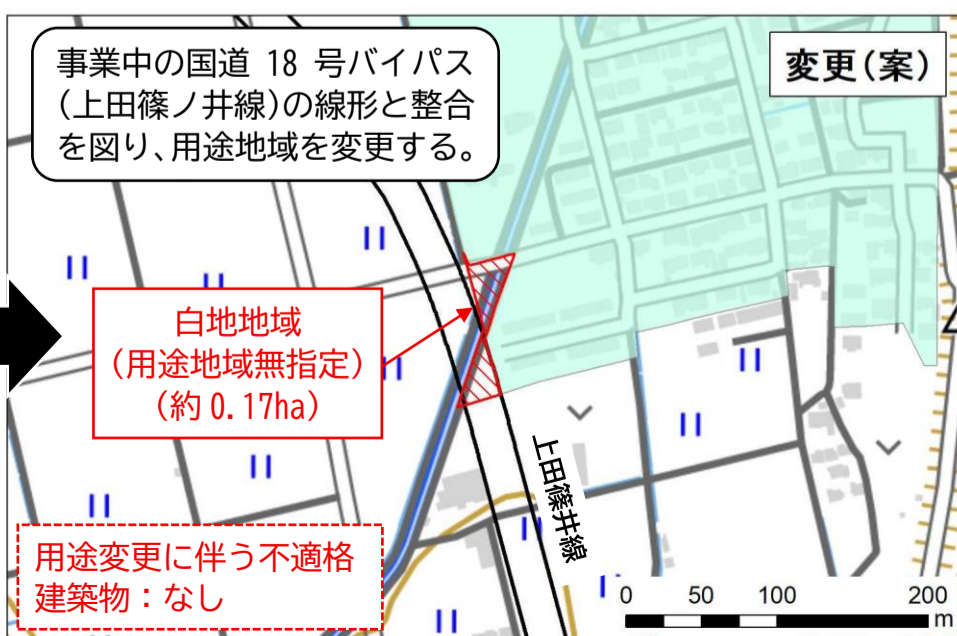 事業中の国道 18 号バイパス
(上田篠ノ井線)の線形と整合
を図り、用途地域を変更する。
変更(案)
白地地域
(用途地域無指定)
(約 0.17ha)
上田篠井線
用途変更に伴う不適格
建築物：なし
0 50 100 200
m